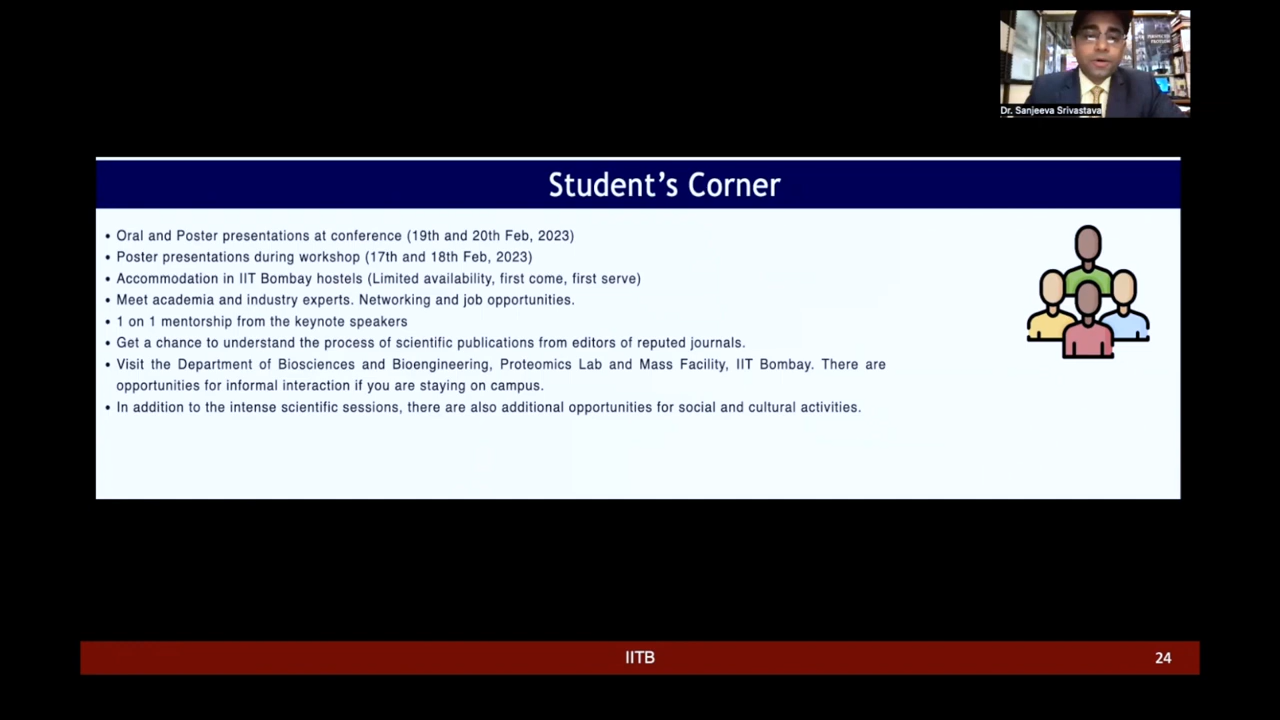 Dr. Sanjeeva Srivastava
Student's Corner
• Oral and Poster presentations at conference (19th and 20th Feb, 2023)
• Poster presentations during workshop (17th and 18th Feb, 2023)
• Accommodation in IIT Bombay hostels (Limited availability, first come, first serve)
• Meet academia and industry experts. Networking and job opportunities.
• 1 on 1 mentorship from the keynote speakers
• Get a chance to understand the process of scientific publications from editors of reputed journals.
• Visit the Department of Biosciences and Bioengineering, Proteomics Lab and Mass Facility, IIT Bombay. There are
opportunities for informal interaction if you are staying on campus.
• In addition to the intense scientific sessions, there are also additional opportunities for social and cultural activities.
IITB
24